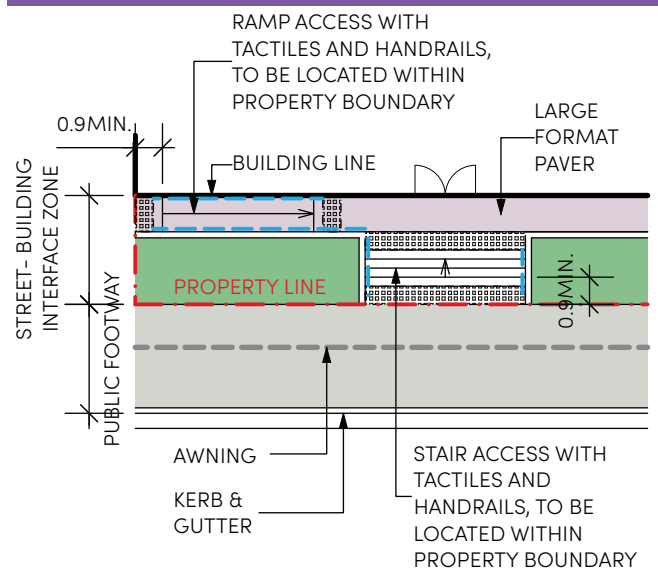 RAMP ACCESS WITH
TACTILES AND HANDRAILS,
TO BE LOCATED WITHIN
PROPERTY BOUNDARY
0.9MIN.
LARGE
FORMAT
PAVER
BUILDING LINE
STREET- BUILDING
INTERFACE ZONE
PROPERTY LINE
0.9MIN.
PUBLIC FOOTWAY
AWNING
KERB &
GUTTER
STAIR ACCESS WITH
TACTILES AND
HANDRAILS, TO BE
LOCATED WITHIN
PROPERTY BOUNDARY